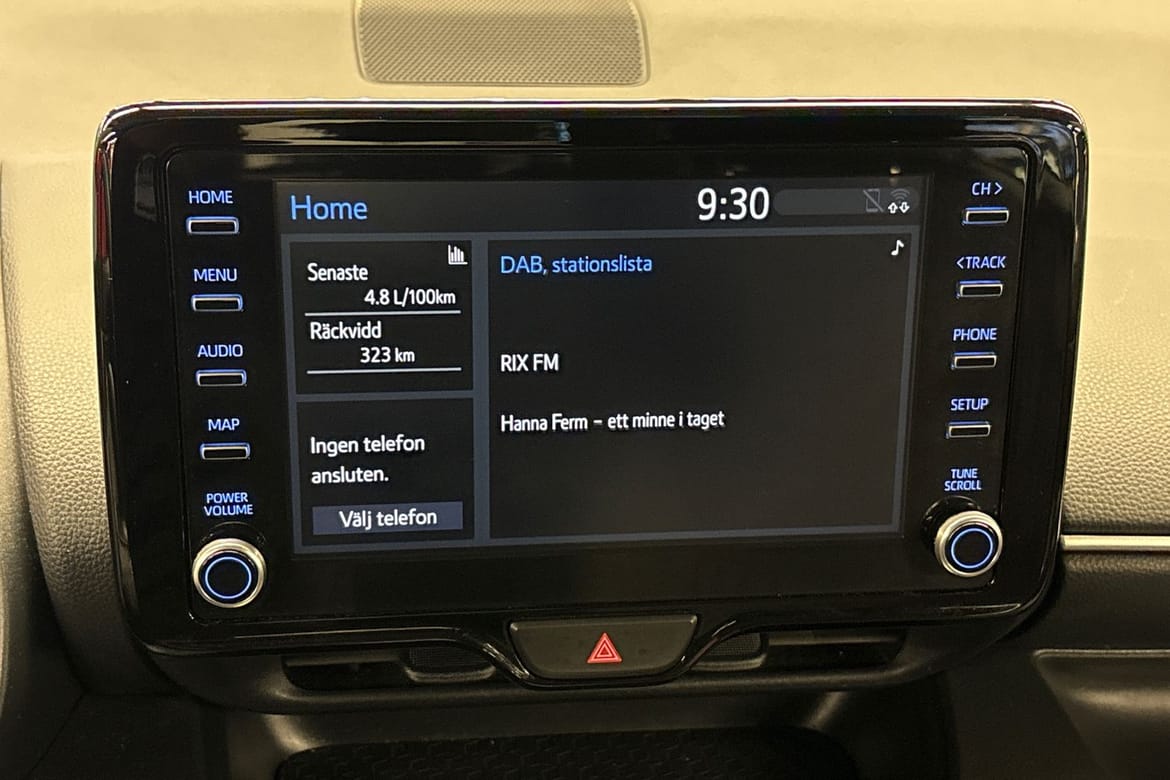 HOME
MENU
AUDIO
MAP
POWER
VOLUME
Home
9:30
Senaste
4.8 L/100km
Räckvidd
323 km
Ingen telefon
ansluten.
Välj telefon
DAB, stationslista
RIX FM
Hanna Ferm – ett minne i taget
CH >
<TRACK
PHONE
SETUP
TUNE
SCROLL